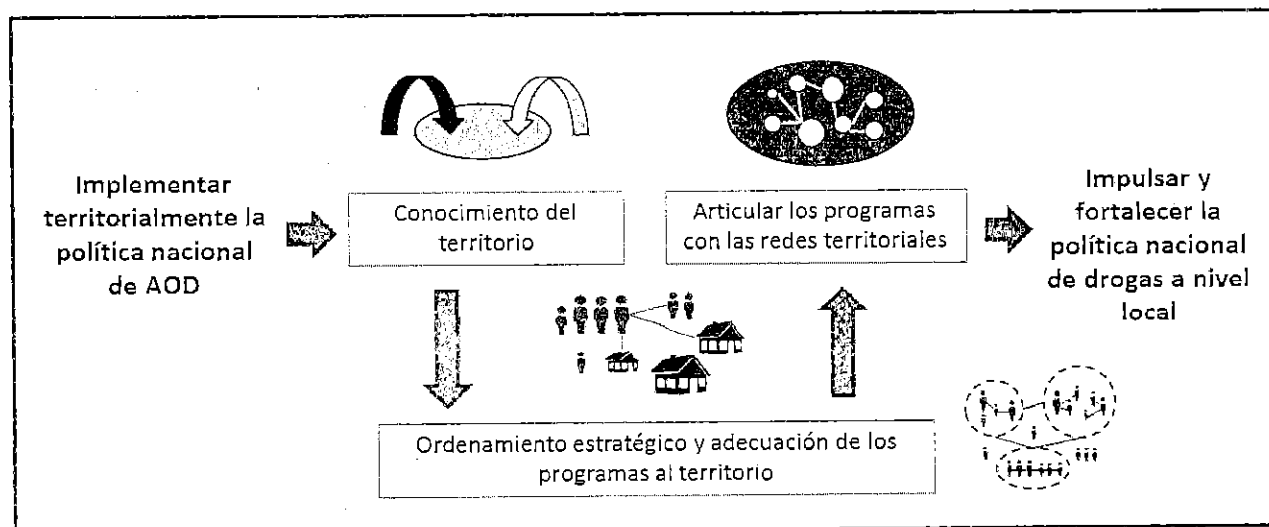 Implementar
territorialmente la
política nacional
de AOD
Conocimiento del
territorio
Articular los programas
con las redes territoriales
Impulsar y
fortalecer la
política nacional
de drogas a nivel
local
Ordenamiento estratégico y adecuación de los
programas al territorio